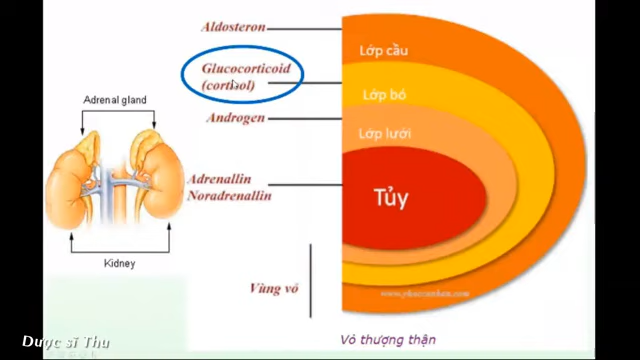 Aldosteron
Lớp cầu
Glucocorticoid
(cortisol)
Lớp bó
Adrenal gland
Androgen
Lớp lưới
Adrenallin
Noradrenallin
Tủy
Kidney
Vùng vỏ
Dược sĩ Thu
Vỏ thượng thận